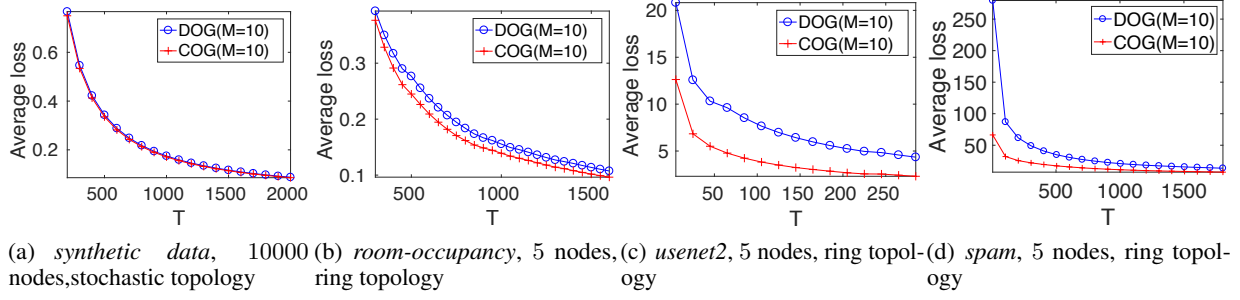 DOG(M=10)
COG(M=10)
Average loss
0.6
0.4
0.2
500 1000 1500 2000
T
DOG(M=10)
COG(M=10)
Average loss
0.3
0.2
0.1
500 1000 1500
T
DOG(M=10)
COG(M=10)
Average loss
20
15
10
5
50 100 150 200 250
T
DOG(M=10)
COG(M=10)
Average loss
250
200
150
100
50
500 1000 1500
T
(a) synthetic data, 10000
nodes,stochastic topology
(b) room-occupancy, 5 nodes,
ring topology
(c) usenet2, 5 nodes, ring topol-
ogy
(d) spam, 5 nodes, ring topol-
ogy